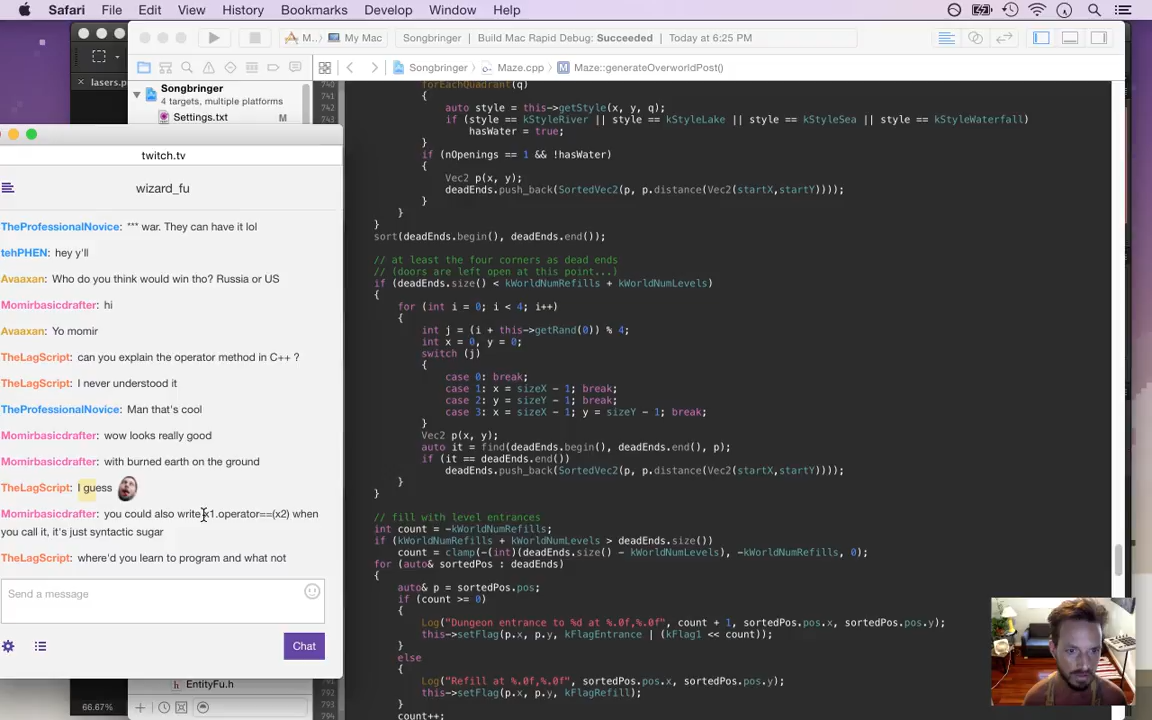 Safari File Edit View History Bookmarks Develop Window Help
M... My Mac
Songbringer | Build Mac Rapid Debug: Succeeded | Today at 6:25 PM
Songbringer
4 targets, multiple platforms
Settings.txt M
Songbringer Maze.cpp M Maze::generateOverworldPost()
lasers.p
twitch.tv
wizard_fu
TheProfessionalNovice: *** war. They can have it lol
tehPHEN: hey y'll
Avaaxan: Who do you think would win tho? Russia or US
Momirbasicdrafter: hi
Avaaxan: Yo momir
TheLagScript: can you explain the operator method in C++ ?
TheLagScript: I never understood it
TheProfessionalNovice: Man that's cool
Momirbasicdrafter: wow looks really good
Momirbasicdrafter: with burned earth on the ground
TheLagScript: I guess
Momirbasicdrafter: you could also write x1.operator==(x2) when
you call it, it's just syntactic sugar
TheLagScript: where'd you learn to program and what not
Send a message
Chat
EntityFu.h
66.67%
740 forEachQuadrant(q)
741 {
742 auto style = this->getStyle(x, y, q);
743 if (style == kStyleRiver || style == kStyleLake || style == kStyleSea || style == kStyleWaterfall)
hasWater = true;
}
if (nOpenings == 1 && !hasWater)
{
Vec2 p(x, y);
deadEnds.push_back(SortedVec2(p, p.distance(Vec2(startX,startY))));
}
}
}
sort(deadEnds.begin(), deadEnds.end());
// at least the four corners as dead ends
// (doors are left open at this point...)
if (deadEnds.size() < kWorldNumRefills + kWorldNumLevels)
{
for (int i = 0; i < 4; i++)
{
int j = (i + this->getRand(0)) % 4;
int x = 0, y = 0;
switch (j)
{
case 0: break;
case 1: x = sizeX - 1; break;
case 2: y = sizeY - 1; break;
case 3: x = sizeX - 1; y = sizeY - 1; break;
}
Vec2 p(x, y);
auto it = find(deadEnds.begin(), deadEnds.end(), p);
if (it == deadEnds.end())
deadEnds.push_back(SortedVec2(p, p.distance(Vec2(startX,startY))));
}
}
// fill with level entrances
int count = -kWorldNumRefills;
if (kWorldNumRefills + kWorldNumLevels > deadEnds.size())
count = clamp(-(int)(deadEnds.size() - kWorldNumLevels), -kWorldNumRefills, 0);
for (auto& sortedPos : deadEnds)
{
auto& p = sortedPos.pos;
if (count >= 0)
{
Log("Dungeon entrance to %d at %.0f,%.0f", count + 1, sortedPos.pos.x, sortedPos.pos.y);
this->setFlag(p.x, p.y, kFlagEntrance | (kFlag1 << count));
}
else
{
791 Log("Refill at %.0f,%.0f", sortedPos.pos.x, sortedPos.pos.y);
792 this->setFlag(p.x, p.y, kFlagRefill);
793 }
794 count++;